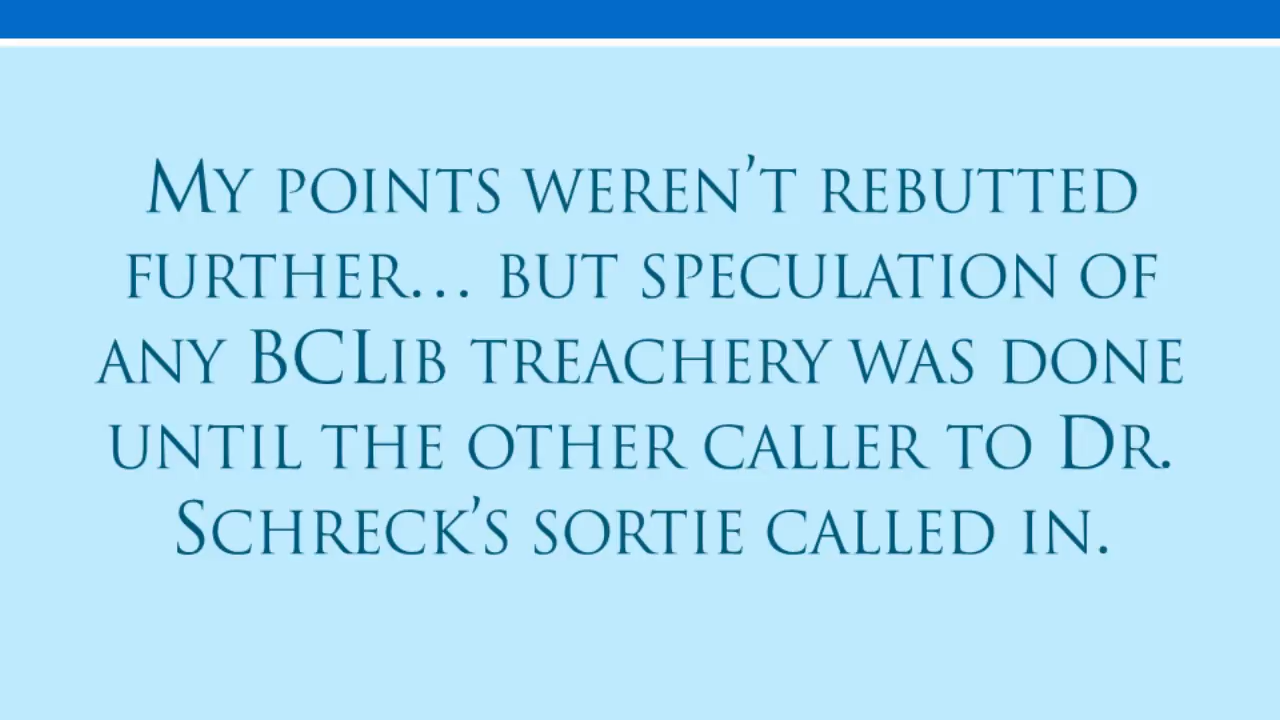 My points weren’t rebutted
further… but speculation of
any BCLib treachery was done
until the other caller to Dr.
Schreck’s sortie called in.